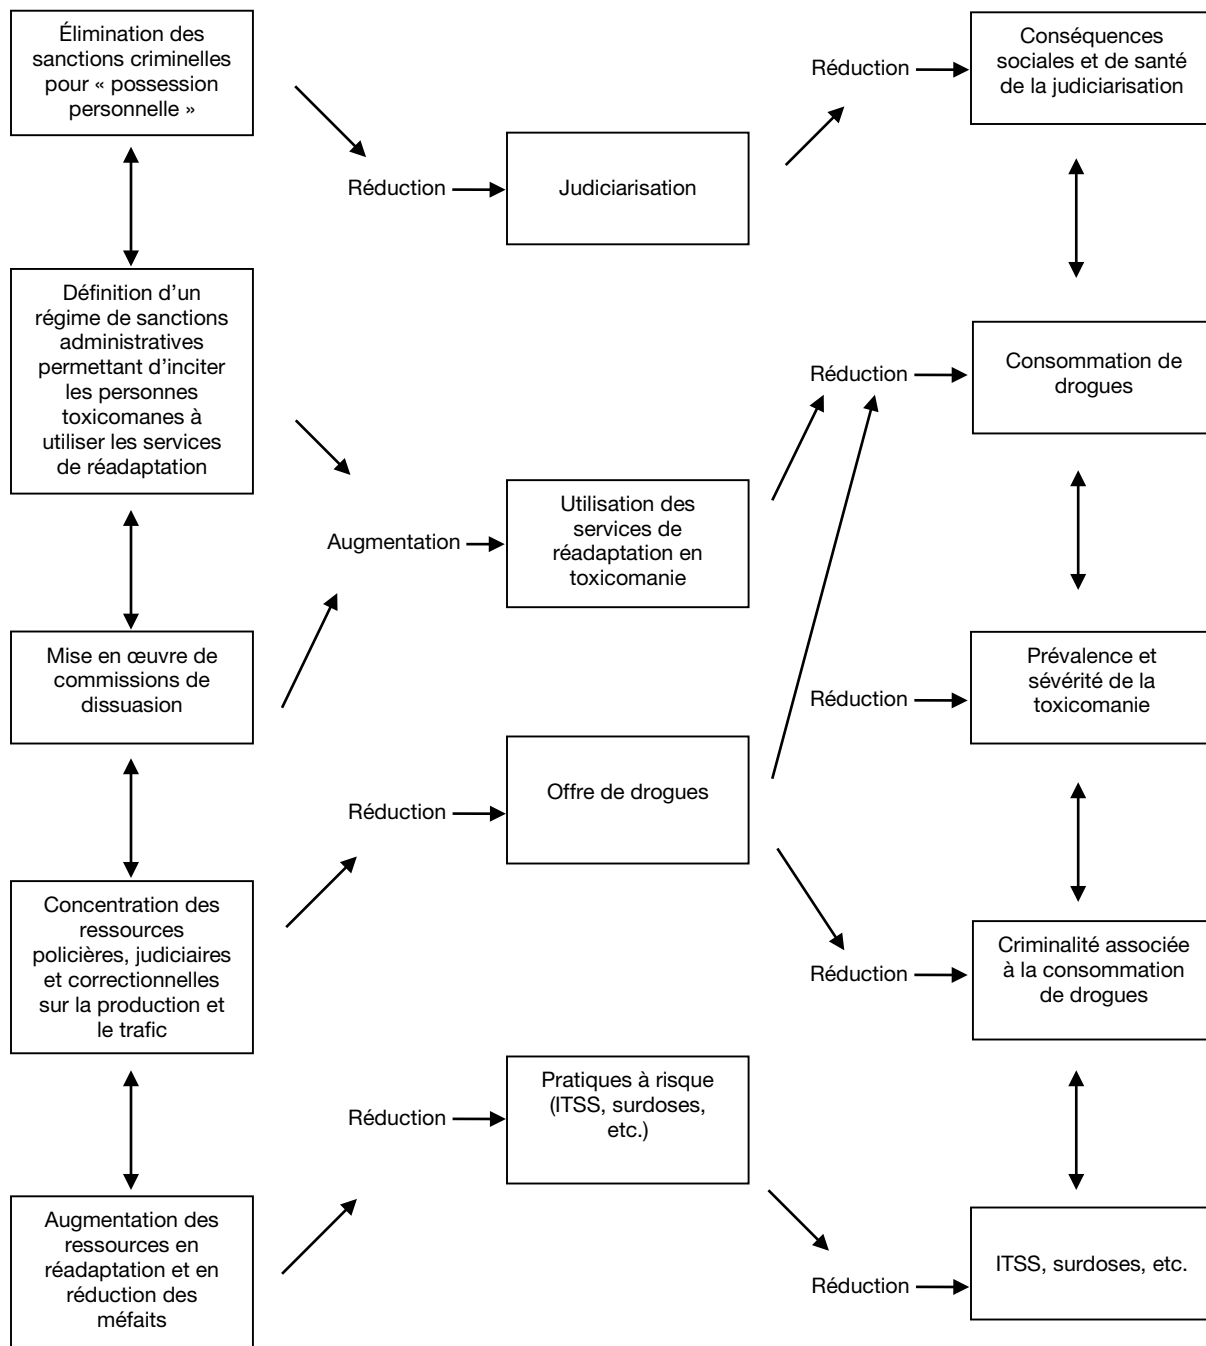 Élimination des
sanctions criminelles
pour « possession
personnelle »
Définition d’un
régime de sanctions
administratives
permettant d’inciter
les personnes
toxicomanes à
utiliser les services
de réadaptation
Mise en œuvre de
commissions de
dissuasion
Concentration des
ressources
policières, judiciaires
et correctionnelles
sur la production et
le trafic
Augmentation des
ressources en
réadaptation et en
réduction des
méfaits
Réduction
Judiciarisation
Augmentation
Utilisation des
services de
réadaptation en
toxicomanie
Réduction
Offre de drogues
Réduction
Pratiques à risque
(ITSS, surdoses,
etc.)
Réduction
Conséquences
sociales et de santé
de la judiciarisation
Réduction
Consommation de
drogues
Réduction
Prévalence et
sévérité de la
toxicomanie
Réduction
Criminalité associée
à la consommation
de drogues
Réduction
ITSS, surdoses, etc.